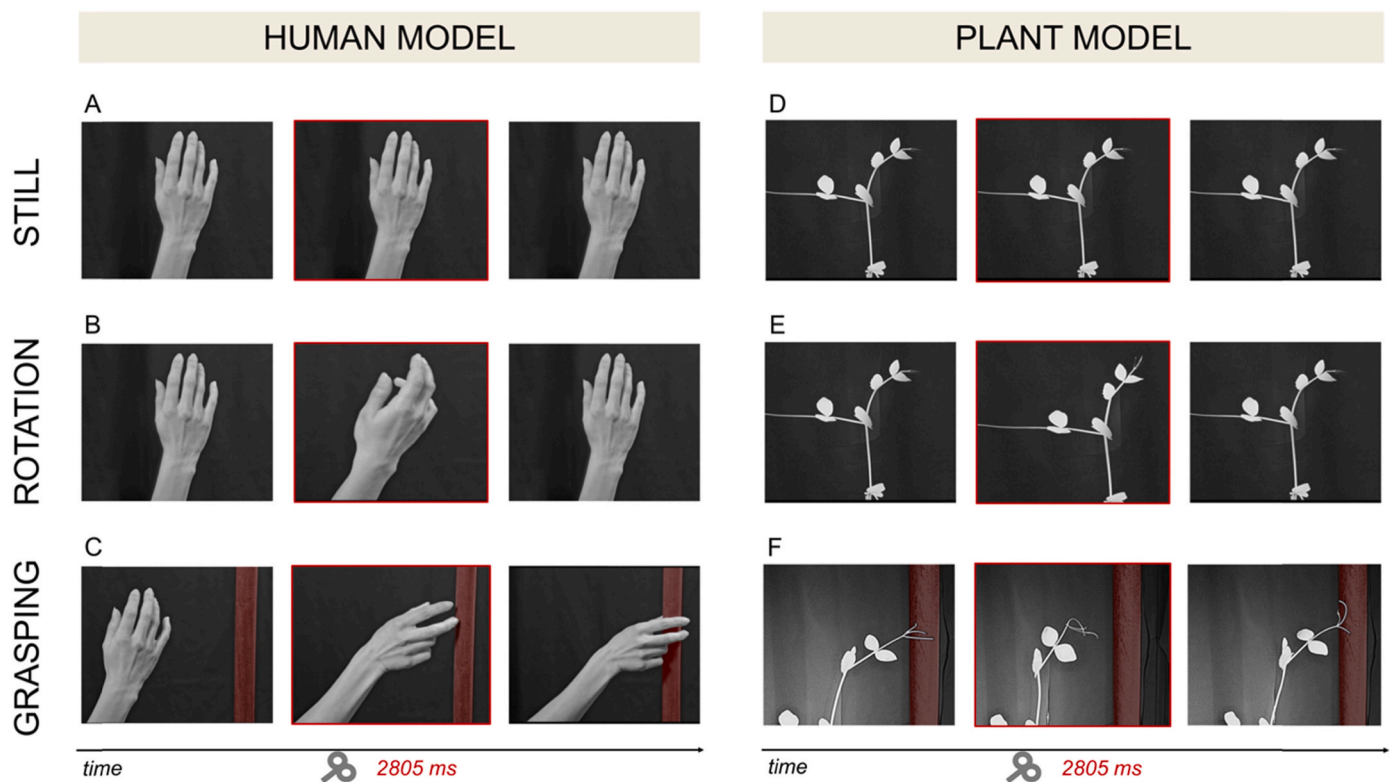 HUMAN MODEL
PLANT MODEL
STILL
A
D
ROTATION
B
E
GRASPING
C
F
time
2805 ms
time
2805 ms